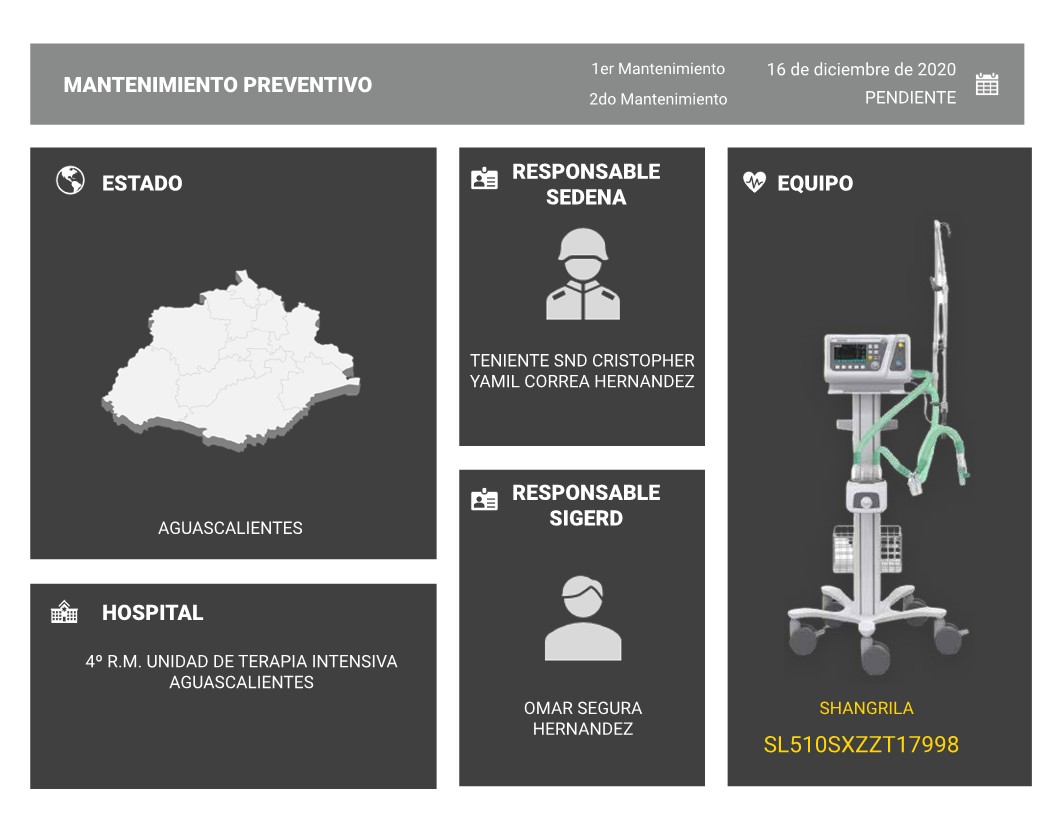 MANTENIMIENTO PREVENTIVO
1er Mantenimiento
16 de diciembre de 2020
2do Mantenimiento
PENDIENTE
ESTADO
AGUASCALIENTES
HOSPITAL
4º R.M. UNIDAD DE TERAPIA INTENSIVA
AGUASCALIENTES
RESPONSABLE
SEDENA
TENIENTE SND CRISTOPHER
YAMIL CORREA HERNANDEZ
RESPONSABLE
SIGERD
OMAR SEGURA
HERNANDEZ
EQUIPO
SHANGRILA
SL510SXZZT17998